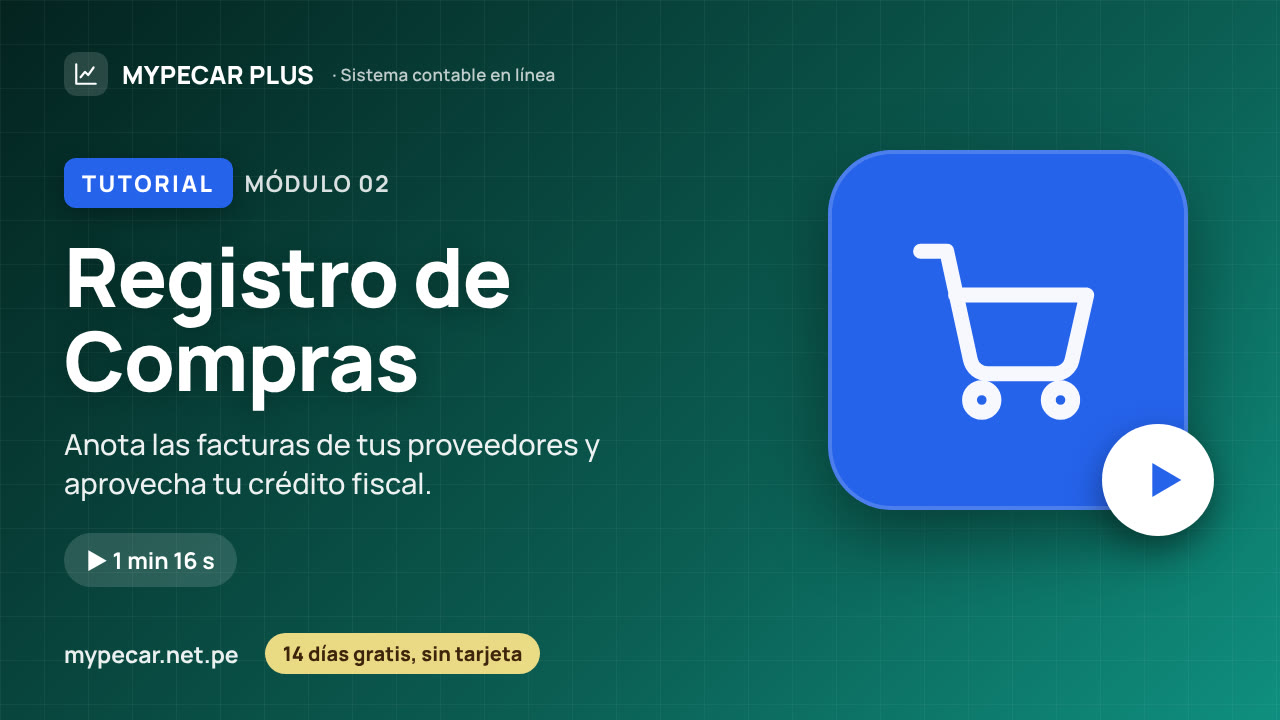 MYPECAR PLUS · Sistema contable en línea
TUTORIAL MÓDULO 02
Registro de
Compras
Anota las facturas de tus proveedores y
aprovecha tu crédito fiscal.
1 min 16 s
mypecar.net.pe 14 días gratis, sin tarjeta